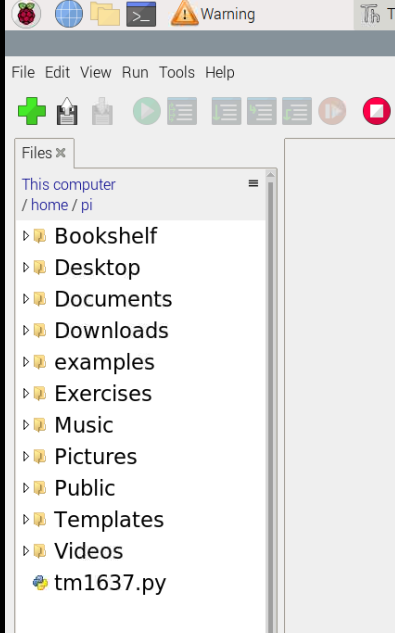 Warning
Th T
File Edit View Run Tools Help
Files
This computer
/ home / pi
Bookshelf
Desktop
Documents
Downloads
examples
Exercises
Music
Pictures
Public
Templates
Videos
tm1637.py